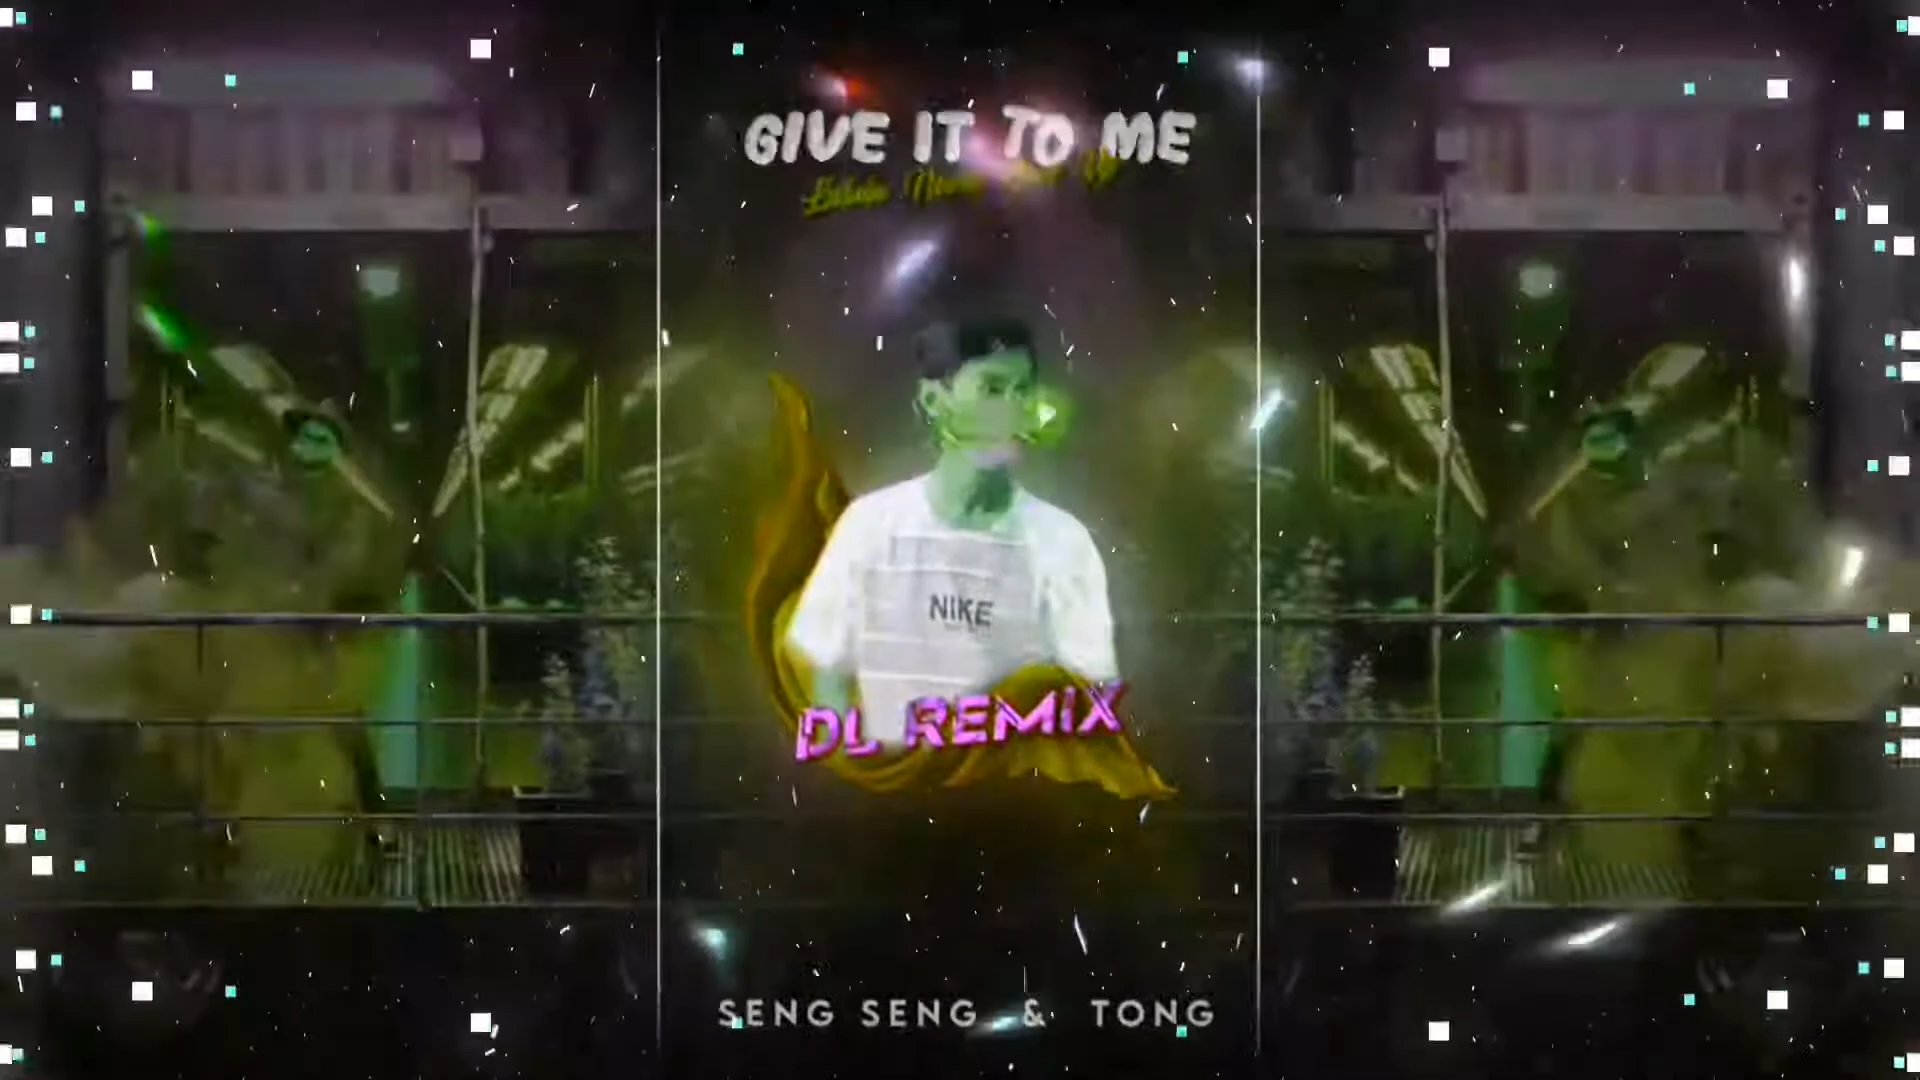 GIVE IT TO ME
NIKE
DL REMIX
SENG SENG & TONG